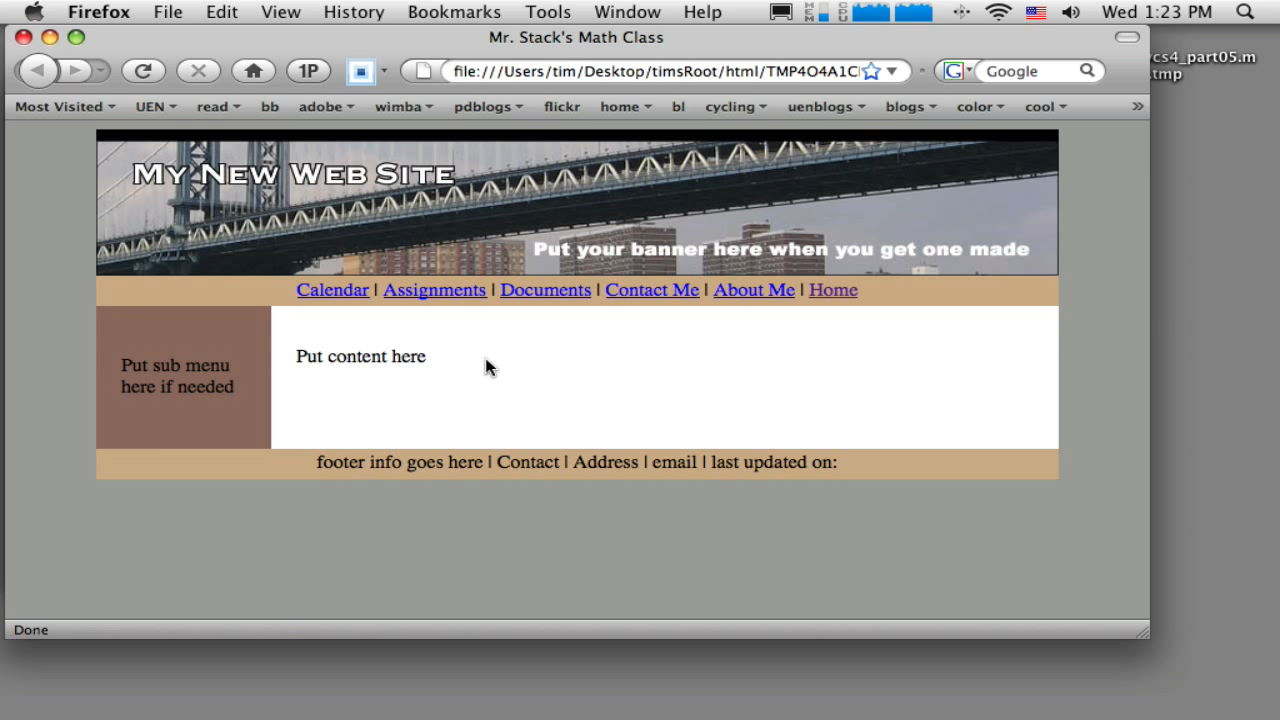 Firefox File Edit View History Bookmarks Tools Window Help MEM CPU Wed 1:23 PM
Mr. Stack's Math Class
1P file:///Users/tim/Desktop/timsRoot/html/TMP4O4A1C Google
vcs4_part05.m
.tmp
Most Visited UEN read bb adobe wimba pdblogs flickr home bl cycling uenblogs blogs color cool »
My New Web Site
Put your banner here when you get one made
Calendar | Assignments | Documents | Contact Me | About Me | Home
Put content here
Put sub menu
here if needed
footer info goes here | Contact | Address | email | last updated on:
Done